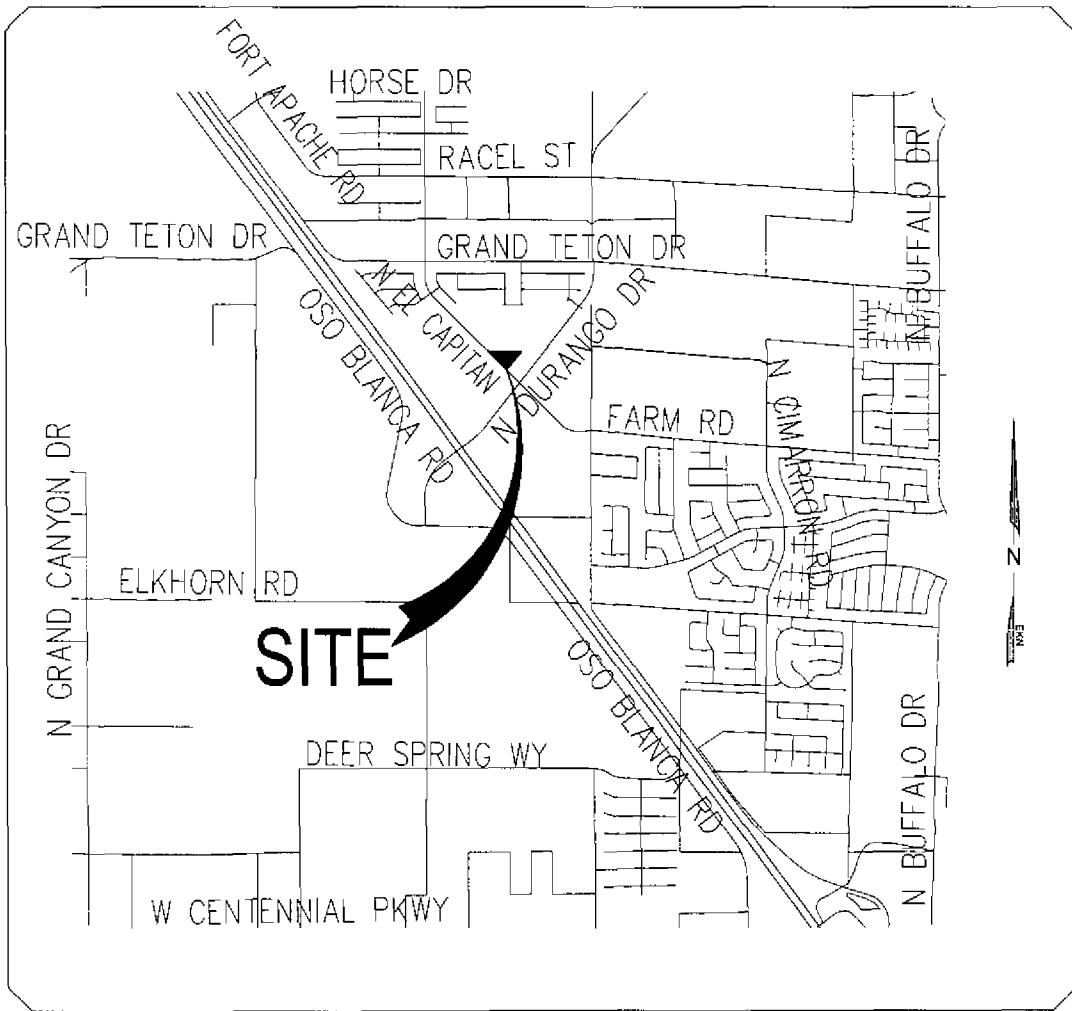 HORSE DR
FORT APACHE RD
RACEL ST
N BUFFALO DR
GRAND TETON DR
GRAND TETON DR
N EL CAPITAN
OSO BLANCA RD
N DURANGO DR
N CIMARRON RD
FARM RD
N GRAND CANYON DR
ELKHORN RD
N
EKN
SITE
OSO BLANCA RD
DEER SPRING WY
N BUFFALO DR
W CENTENNIAL PKWY